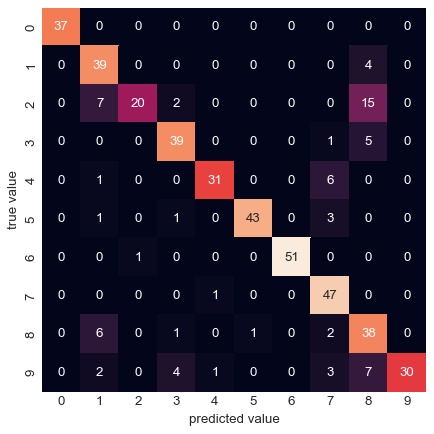 0 37 0 0 0 0 0 0 0 0 0
1 0 39 0 0 0 0 0 0 4 0
2 0 7 20 2 0 0 0 0 15 0
3 0 0 0 39 0 0 0 1 5 0
4 0 1 0 0 31 0 0 6 0 0
5 0 1 0 1 0 43 0 3 0 0
6 0 0 1 0 0 0 51 0 0 0
7 0 0 0 0 1 0 0 47 0 0
8 0 6 0 1 0 1 0 2 38 0
9 0 2 0 4 1 0 0 3 7 30
0 1 2 3 4 5 6 7 8 9
predicted value
true value